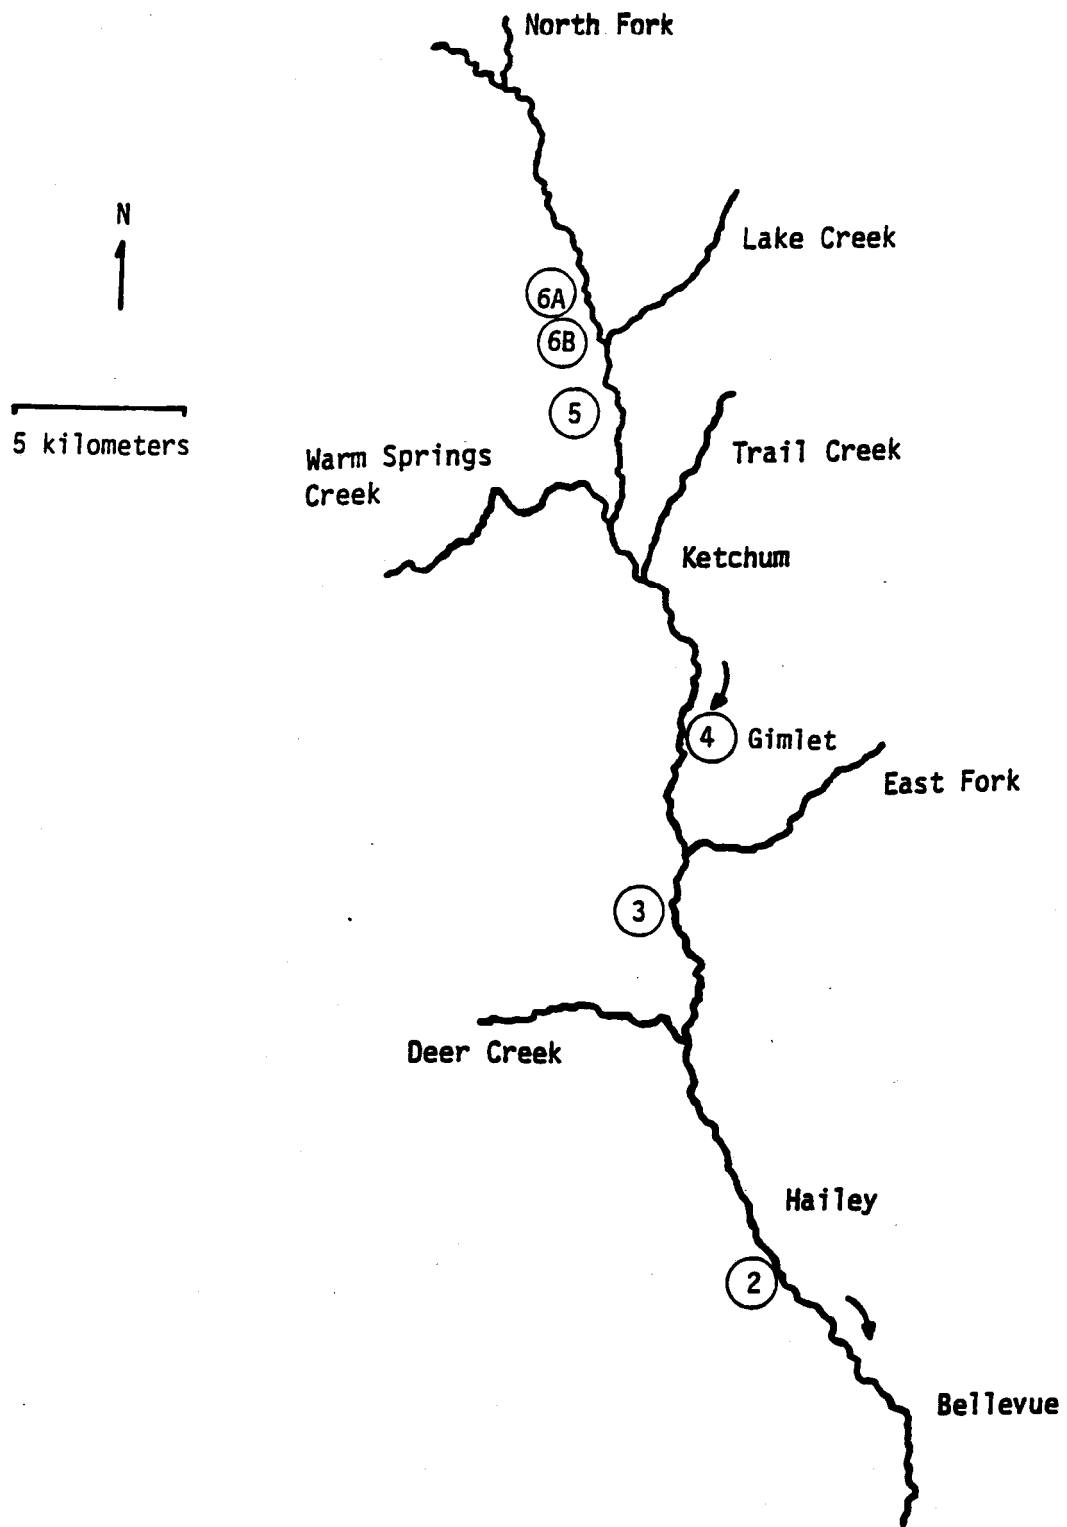 North Fork
N
Lake Creek
6A
6B
5
5 kilometers
Warm Springs
Creek
Trail Creek
Ketchum
4
Gimlet
East Fork
3
Deer Creek
Hailey
2
Bellevue